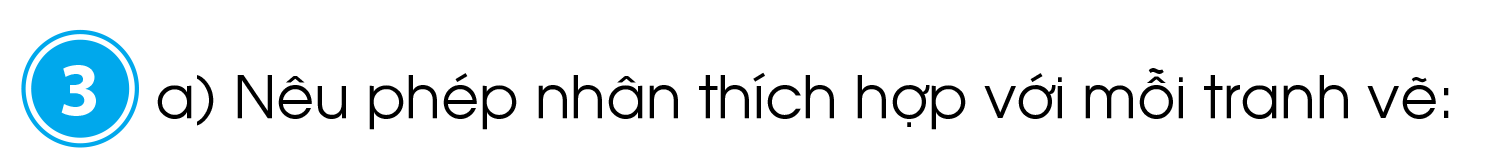 3 a) Nêu phép nhân thích hợp với mỗi tranh vẽ: